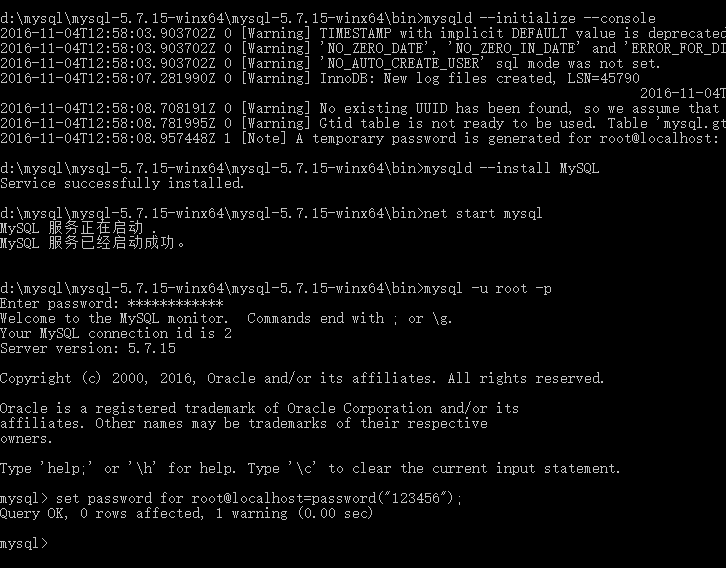 d:\mysql\mysql-5.7.15-winx64\mysql-5.7.15-winx64\bin>mysqld --initialize --console
2016-11-04T12:58:03.903702Z 0 [Warning] TIMESTAMP with implicit DEFAULT value is deprecated
2016-11-04T12:58:03.903702Z 0 [Warning] 'NO_ZERO_DATE', 'NO_ZERO_IN_DATE' and 'ERROR_FOR_DI
2016-11-04T12:58:03.903702Z 0 [Warning] 'NO_AUTO_CREATE_USER' sql mode was not set.
2016-11-04T12:58:07.281990Z 0 [Warning] InnoDB: New log files created, LSN=45790
2016-11-04T
2016-11-04T12:58:08.708191Z 0 [Warning] No existing UUID has been found, so we assume that
2016-11-04T12:58:08.781995Z 0 [Warning] Gtid table is not ready to be used. Table 'mysql.gt
2016-11-04T12:58:08.957448Z 1 [Note] A temporary password is generated for root@localhost:
d:\mysql\mysql-5.7.15-winx64\mysql-5.7.15-winx64\bin>mysqld --install MySQL
Service successfully installed.
d:\mysql\mysql-5.7.15-winx64\mysql-5.7.15-winx64\bin>net start mysql
MySQL 服务正在启动 .
MySQL 服务已经启动成功。
d:\mysql\mysql-5.7.15-winx64\mysql-5.7.15-winx64\bin>mysql -u root -p
Enter password: ************
Welcome to the MySQL monitor.  Commands end with ; or \g.
Your MySQL connection id is 2
Server version: 5.7.15
Copyright (c) 2000, 2016, Oracle and/or its affiliates. All rights reserved.
Oracle is a registered trademark of Oracle Corporation and/or its
affiliates. Other names may be trademarks of their respective
owners.
Type 'help;' or '\h' for help. Type '\c' to clear the current input statement.
mysql> set password for root@localhost=password("123456");
Query OK, 0 rows affected, 1 warning (0.00 sec)
mysql>